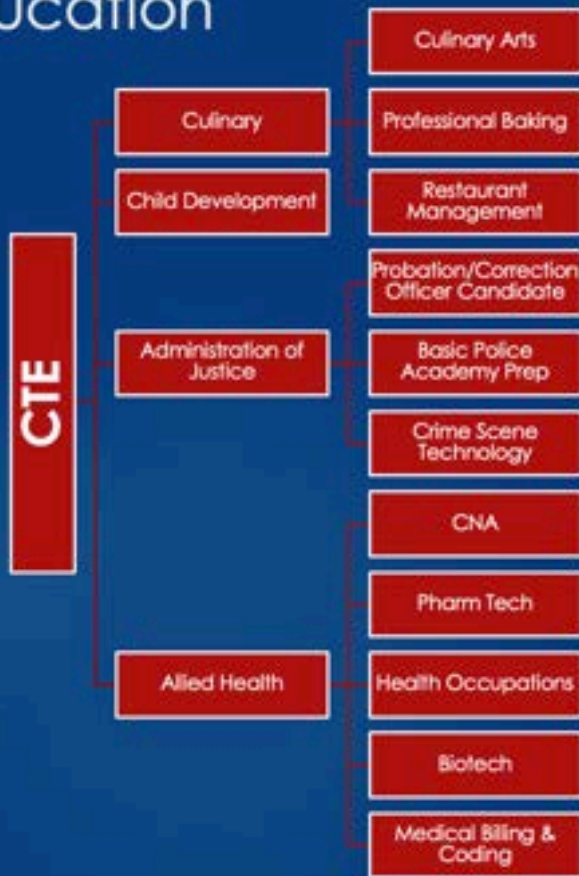 ucation
CTE
Culinary
Culinary Arts
Professional Baking
Restaurant
Management
Child Development
Administration of
Justice
Probation/Correction
Officer Candidate
Basic Police
Academy Prep
Crime Scene
Technology
Allied Health
CNA
Pharm Tech
Health Occupations
Biotech
Medical Billing &
Coding